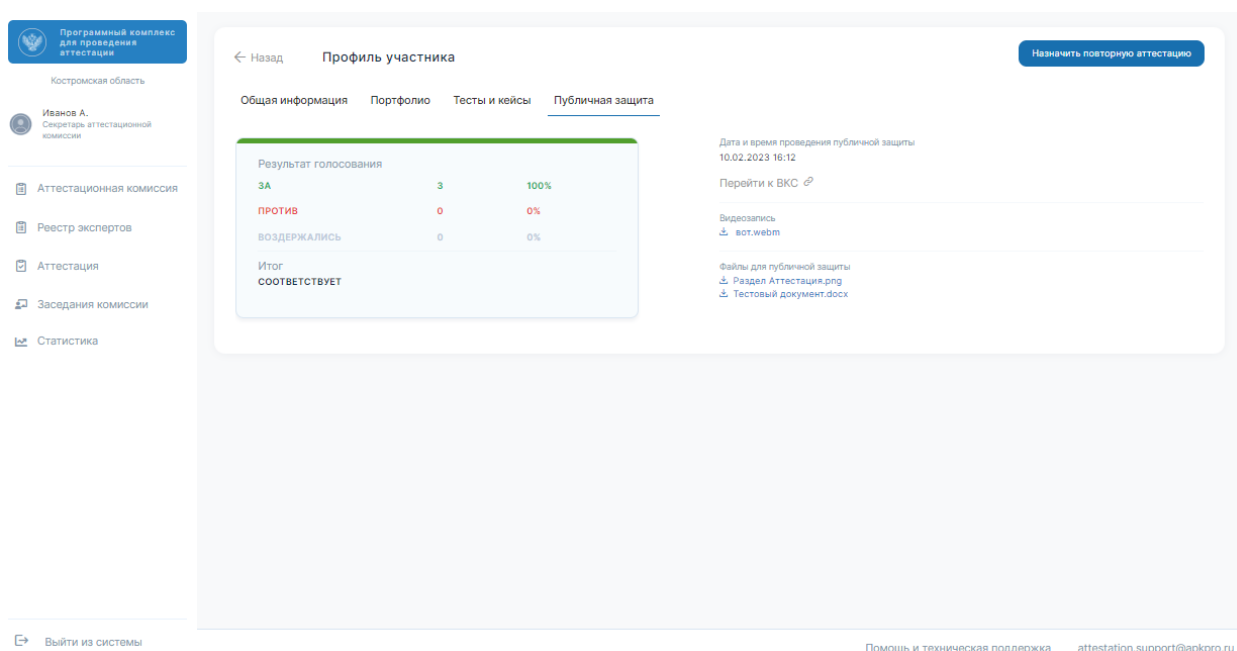 Программный комплекс
для проведения
аттестации
Костромская область
Иванов А.
Секретарь аттестационной
комиссии
Аттестационная комиссия
Реестр экспертов
Аттестация
Заседания комиссии
Статистика
Выйти из системы
Назад Профиль участника
Назначить повторную аттестацию
Общая информация Портфолио Тесты и кейсы Публичная защита
Результат голосования
ЗА 3 100%
ПРОТИВ 0 0%
ВОЗДЕРЖАЛИСЬ 0 0%
Итог
СООТВЕТСТВУЕТ
Дата и время проведения публичной защиты
10.02.2023 16:12
Перейти к ВКС
Видеозапись
вот.webm
Файлы для публичной защиты
Раздел Аттестация.png
Тестовый документ.docx
Помощь и техническая поддержка attestation.support@apkpro.ru